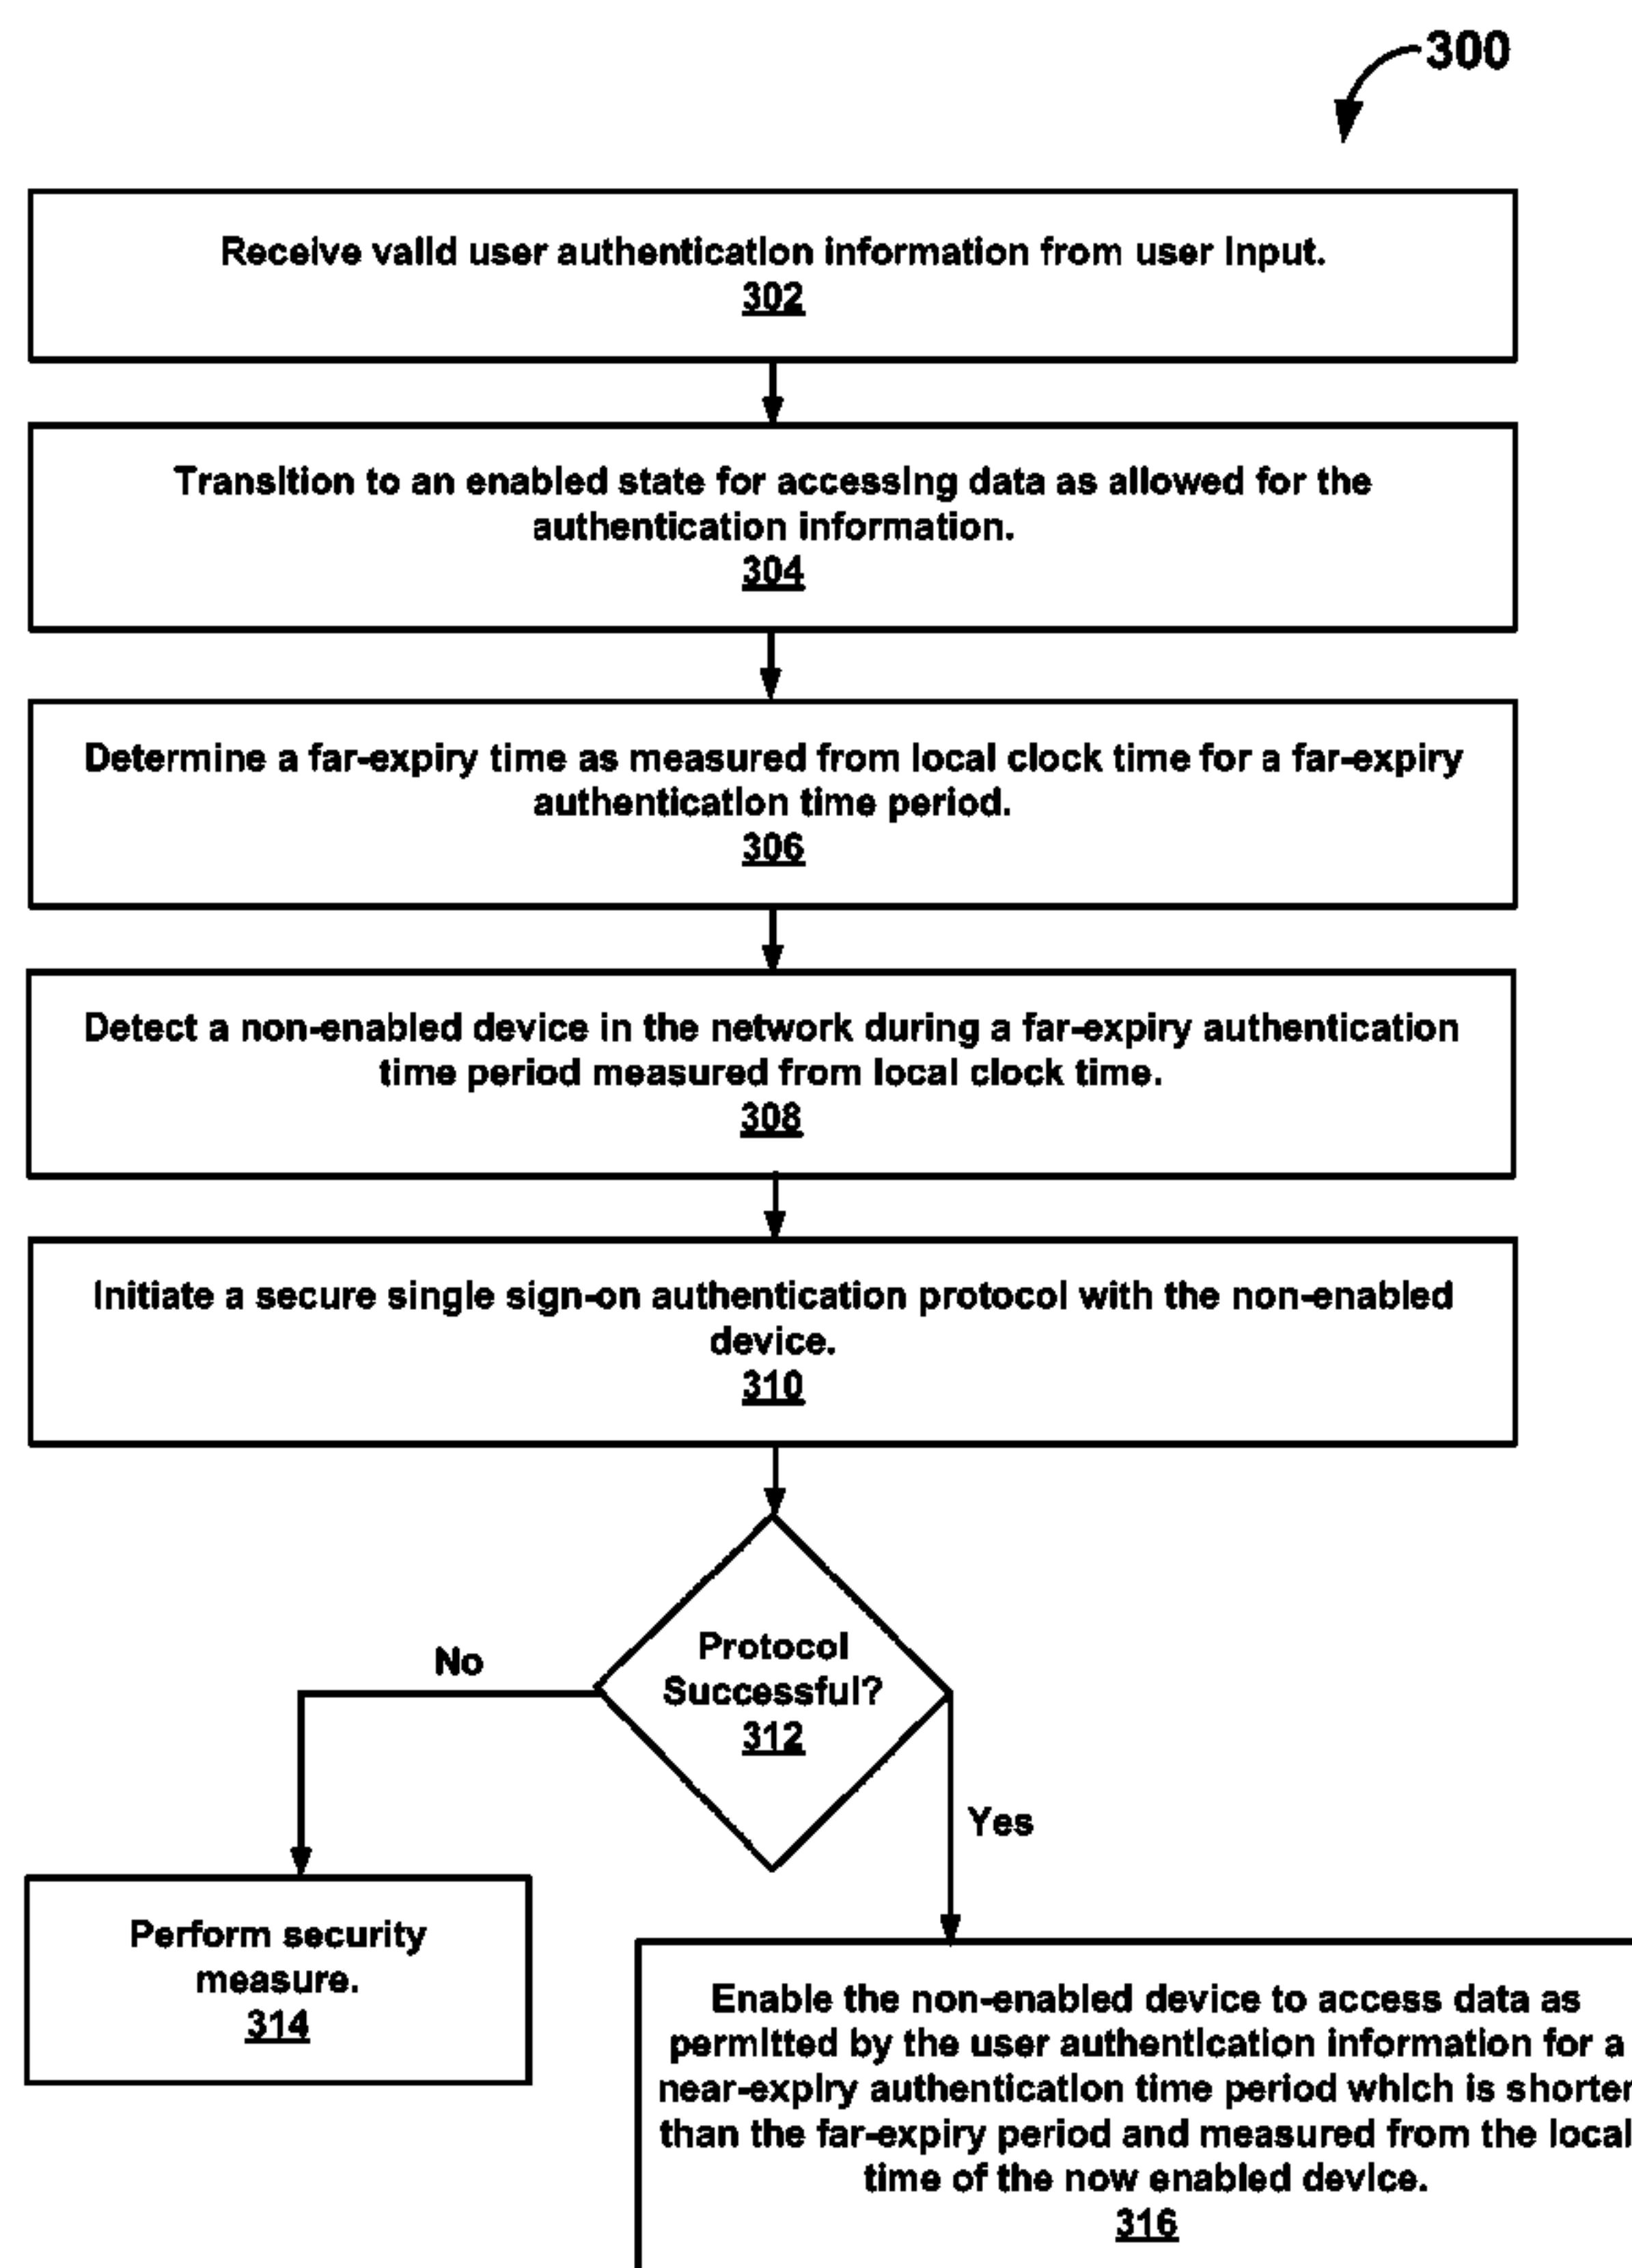 300
Receive valid user authentication information from user input.
302
Transition to an enabled state for accessing data as allowed for the
authentication information.
304
Determine a far-expiry time as measured from local clock time for a far-expiry
authentication time period.
306
Detect a non-enabled device in the network during a far-expiry authentication
time period measured from local clock time.
308
Initiate a secure single sign-on authentication protocol with the non-enabled
device.
310
Protocol
Successful?
312
No
Yes
Perform security
measure.
314
Enable the non-enabled device to access data as
permitted by the user authentication information for a
near-expiry authentication time period which is shorter
than the far-expiry period and measured from the local
time of the now enabled device.
316